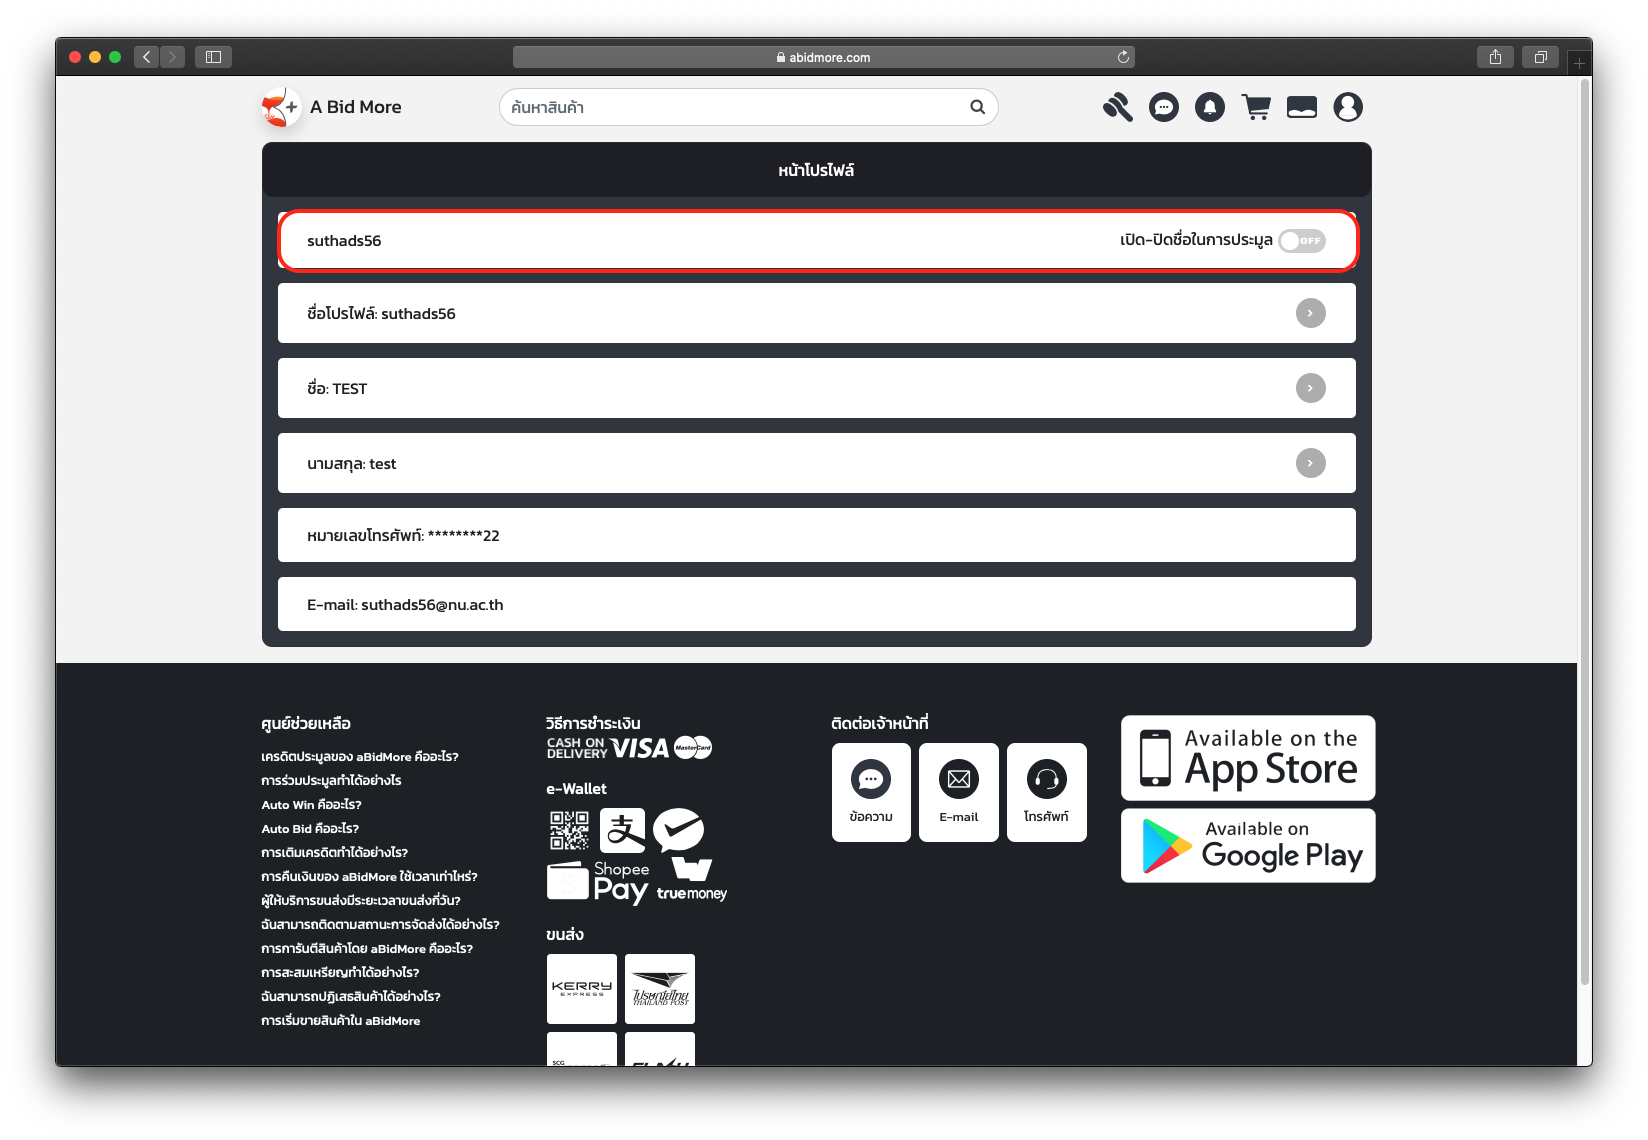 abidmore.com
A Bid More
ค้นหาสินค้า
หน้าโปรไฟล์
suthads56
เปิด-ปิดชื่อในการประมูล OFF
ชื่อโปรไฟล์: suthads56
ชื่อ: TEST
นามสกุล: test
หมายเลขโทรศัพท์: ********22
E-mail: suthads56@nu.ac.th
ศูนย์ช่วยเหลือ
เครดิตประมูลของ aBidMore คืออะไร?
การร่วมประมูลทำได้อย่างไร
Auto Win คืออะไร?
Auto Bid คืออะไร?
การเติมเครดิตทำได้อย่างไร?
การคืนเงินของ aBidMore ใช้เวลาเท่าไหร่?
ผู้ให้บริการขนส่งมีระยะเวลาขนส่งกี่วัน?
ฉันสามารถติดตามสถานะการจัดส่งได้อย่างไร?
การการันตีสินค้าโดย aBidMore คืออะไร?
การสะสมเหรียญทำได้อย่างไร?
ฉันสามารถปฏิเสธสินค้าได้อย่างไร?
การเริ่มขายสินค้าใน aBidMore
วิธีการชำระเงิน
CASH ON DELIVERY VISA MasterCard
e-Wallet
支
Shopee Pay
truemoney
ขนส่ง
KERRY EXPRESS
ไปรษณีย์ไทย THAILAND POST
SCG
ติดต่อเจ้าหน้าที่
ข้อความ
E-mail
โทรศัพท์
Available on the
App Store
Available on
Google Play